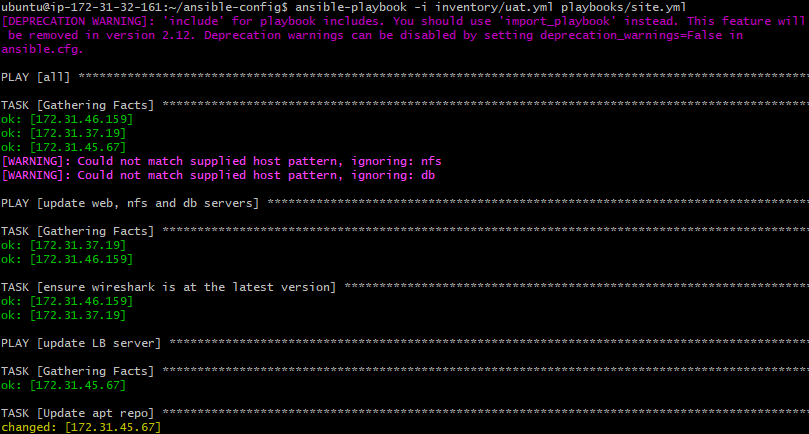 ubuntu@ip-172-31-32-161:~/ansible-config$ ansible-playbook -i inventory/uat.yml playbooks/site.yml
[DEPRECATION WARNING]: 'include' for playbook includes. You should use 'import_playbook' instead. This feature will
 be removed in version 2.12. Deprecation warnings can be disabled by setting deprecation_warnings=False in
ansible.cfg.
PLAY [all] *********************************************************************************************************
TASK [Gathering Facts] *********************************************************************************************
ok: [172.31.46.159]
ok: [172.31.37.19]
ok: [172.31.45.67]
[WARNING]: Could not match supplied host pattern, ignoring: nfs
[WARNING]: Could not match supplied host pattern, ignoring: db
PLAY [update web, nfs and db servers] ******************************************************************************
TASK [Gathering Facts] *********************************************************************************************
ok: [172.31.37.19]
ok: [172.31.46.159]
TASK [ensure wireshark is at the latest version] *******************************************************************
ok: [172.31.46.159]
ok: [172.31.37.19]
PLAY [update LB server] ********************************************************************************************
TASK [Gathering Facts] *********************************************************************************************
ok: [172.31.45.67]
TASK [Update apt repo] *********************************************************************************************
changed: [172.31.45.67]